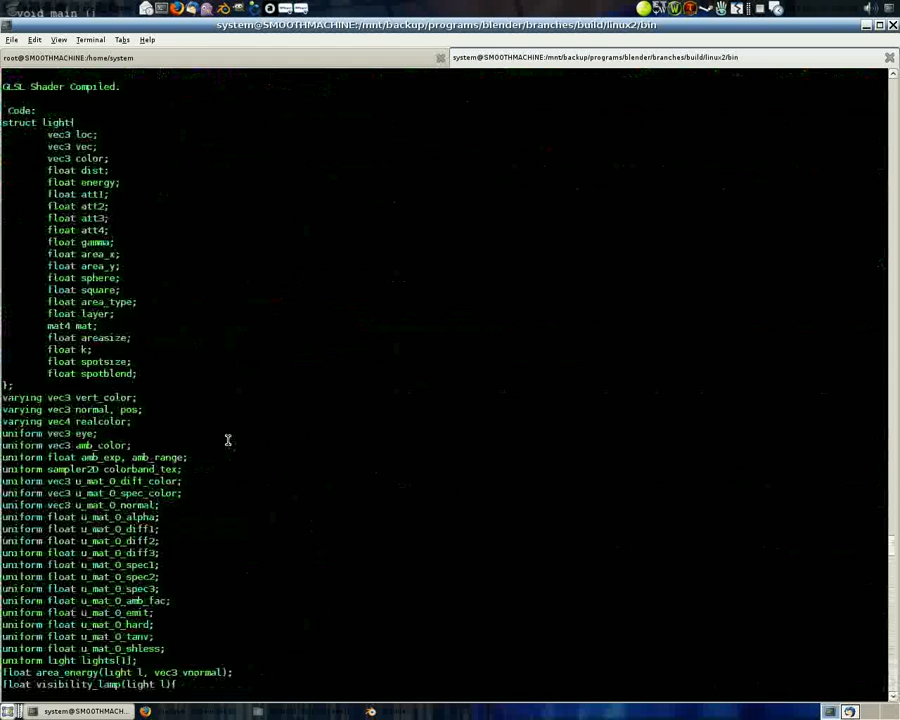 void main ()
system@SMOOTHMACHINE:/mnt/backup/programs/blender/branches/build/linux2/bin
File Edit View Terminal Tabs Help
root@SMOOTHMACHINE:/home/system
system@SMOOTHMACHINE:/mnt/backup/programs/blender/branches/build/linux2/bin
GLSL Shader Compiled.
Code:
struct light{
vec3 loc;
vec3 vec;
vec3 color;
float dist;
float energy;
float att1;
float att2;
float att3;
float att4;
float gamma;
float area_x;
float area_y;
float sphere;
float square;
float area_type;
float layer;
mat4 mat;
float areasize;
float k;
float spotsize;
float spotblend;
};
varying vec3 vert_color;
varying vec3 normal, pos;
varying vec4 realcolor;
uniform vec3 eye;
uniform vec3 amb_color;
uniform float amb_exp, amb_range;
uniform sampler2D colorband_tex;
uniform vec3 u_mat_0_diff_color;
uniform vec3 u_mat_0_spec_color;
uniform vec3 u_mat_0_normal;
uniform float u_mat_0_alpha;
uniform float u_mat_0_diff1;
uniform float u_mat_0_diff2;
uniform float u_mat_0_diff3;
uniform float u_mat_0_spec1;
uniform float u_mat_0_spec2;
uniform float u_mat_0_spec3;
uniform float u_mat_0_amb_fac;
uniform float u_mat_0_emit;
uniform float u_mat_0_hard;
uniform float u_mat_0_tanv;
uniform float u_mat_0_shless;
uniform light lights[1];
float area_energy(light l, vec3 vnormal);
float visibility_lamp(light l){
system@SMOOTHMAC...